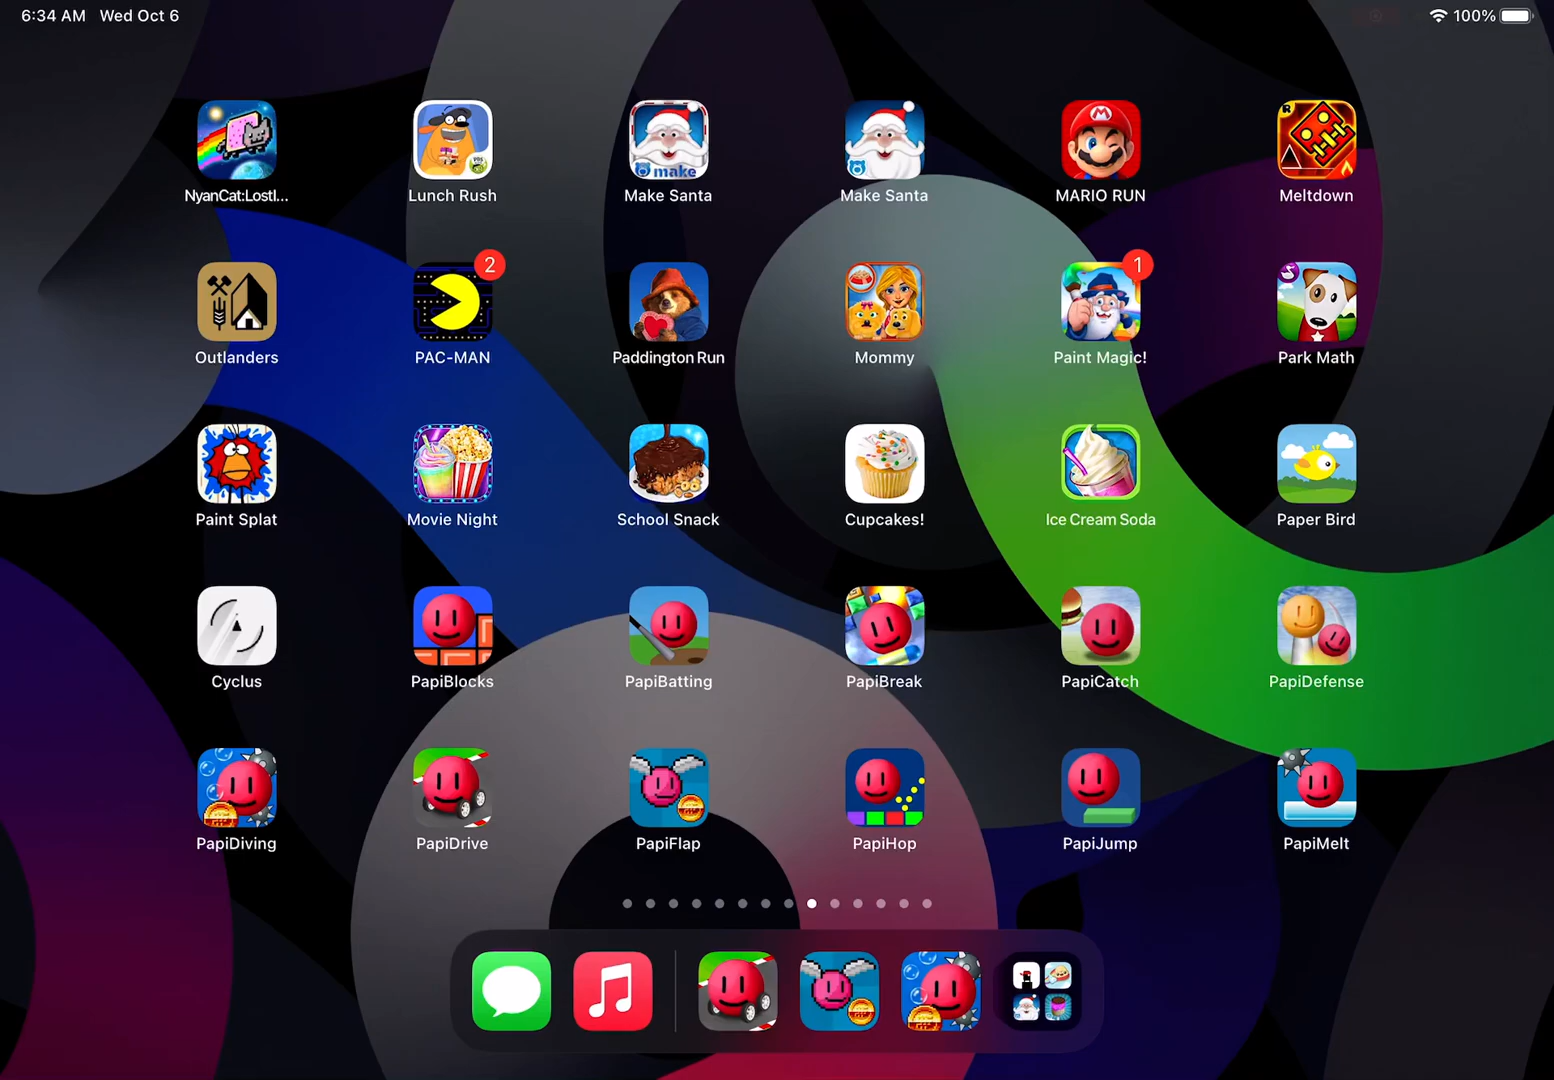 6:34 AM Wed Oct 6
100%
NyanCat:LostI...
Lunch Rush
Make Santa
Make Santa
MARIO RUN
Meltdown
make
M
R
2
1
Outlanders
PAC-MAN
Paddington Run
Mommy
Paint Magic!
Park Math
Paint Splat
Movie Night
School Snack
Cupcakes!
Ice Cream Soda
Paper Bird
Cyclus
PapiBlocks
PapiBatting
PapiBreak
PapiCatch
PapiDefense
PapiDiving
PapiDrive
PapiFlap
PapiHop
PapiJump
PapiMelt